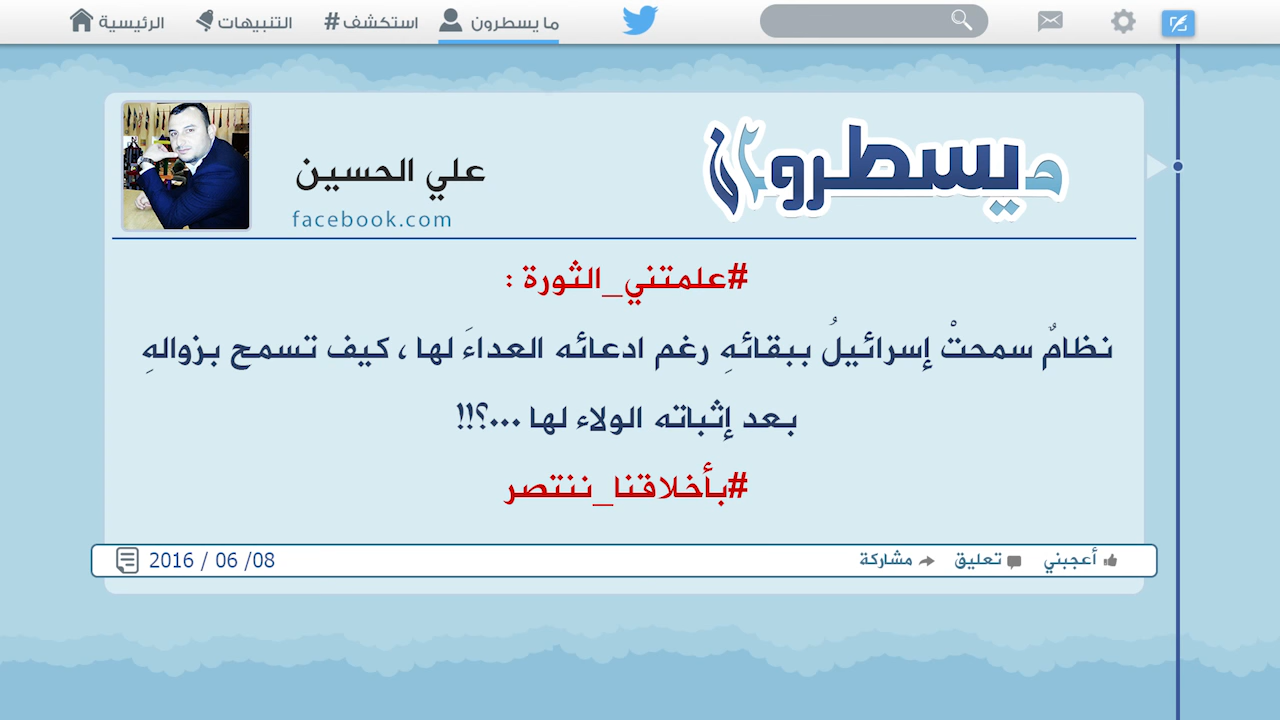 الرئيسية التنبيهات استكشف# ما يسطرون
ما يسطرون ٢
علي الحسين
facebook.com
#علمتني_الثورة :
نظامٌ سمحتْ إسرائيلُ ببقائهِ رغم ادعائه العداءَ لها ، كيف تسمح بزوالهِ
بعد إثباته الولاء لها ...؟!!
#بأخلاقنا_ننتصر
أعجبني تعليق مشاركة
2016 / 06 /08